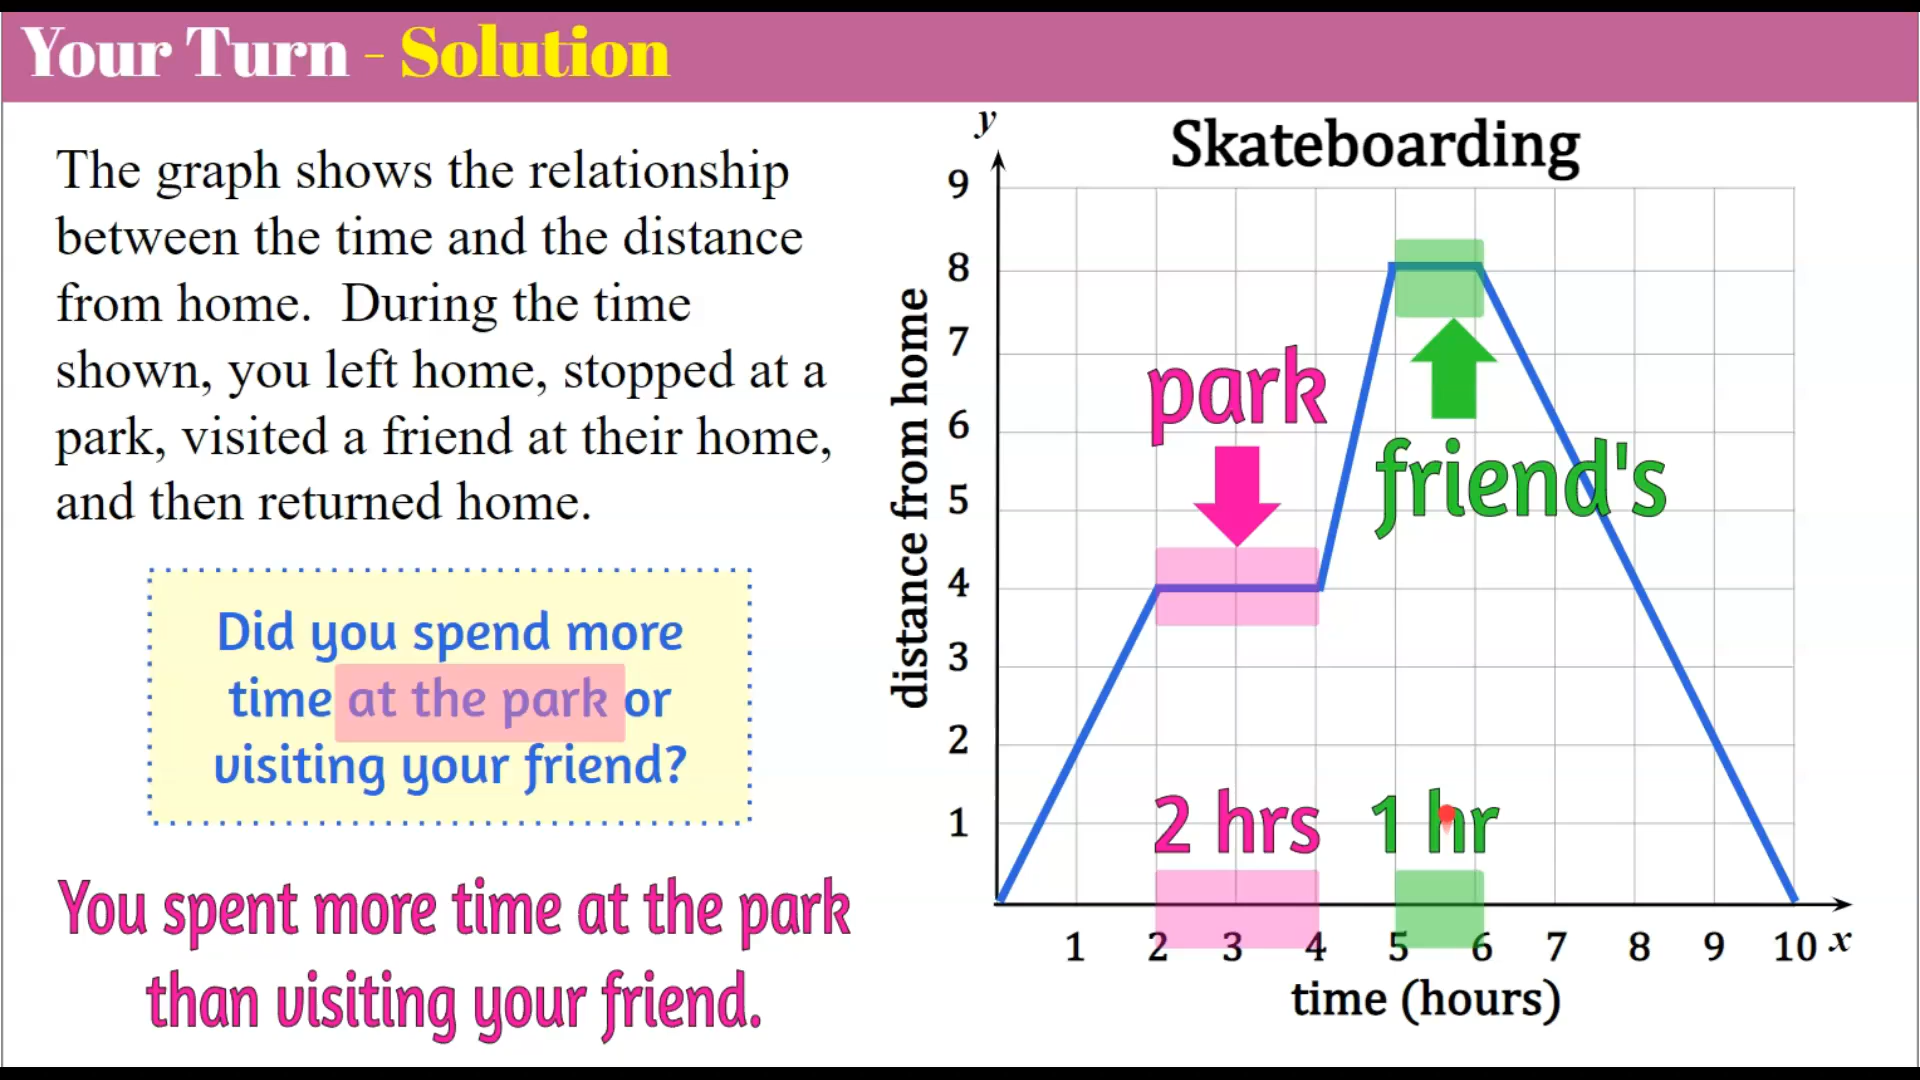 Your Turn - Solution
The graph shows the relationship
between the time and the distance
from home.  During the time
shown, you left home, stopped at a
park, visited a friend at their home,
and then returned home.
Did you spend more
time at the park or
visiting your friend?
You spent more time at the park
than visiting your friend.
Skateboarding
y
9
8
7
6
5
4
3
2
1
distance from home
park
friend's
2 hrs
1 hr
1 2 3 4 5 6 7 8 9 10 x
time (hours)